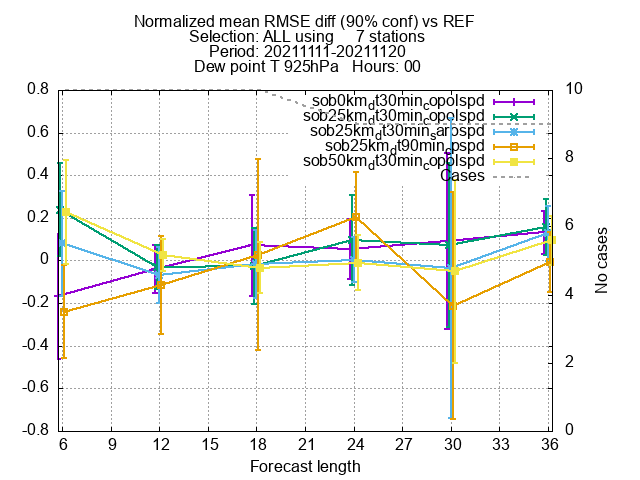 Normalized mean RMSE diff (90% conf) vs REF
Selection: ALL using 7 stations
Period: 20211111-20211120
Dew point T 925hPa Hours: 00
sob0km_dt30min_copolspd
sob25km_dt30min_copolspd
sob25km_dt30min_sarospd
sob50km_dt30min_copolspd
Cases
0.8
0.6
0.4
0.2
0
-0.2
-0.4
-0.6
-0.8
10
8
6
4
2
0
No cases
6 9 12 15 18 21 24 27 30 33 36
Forecast length